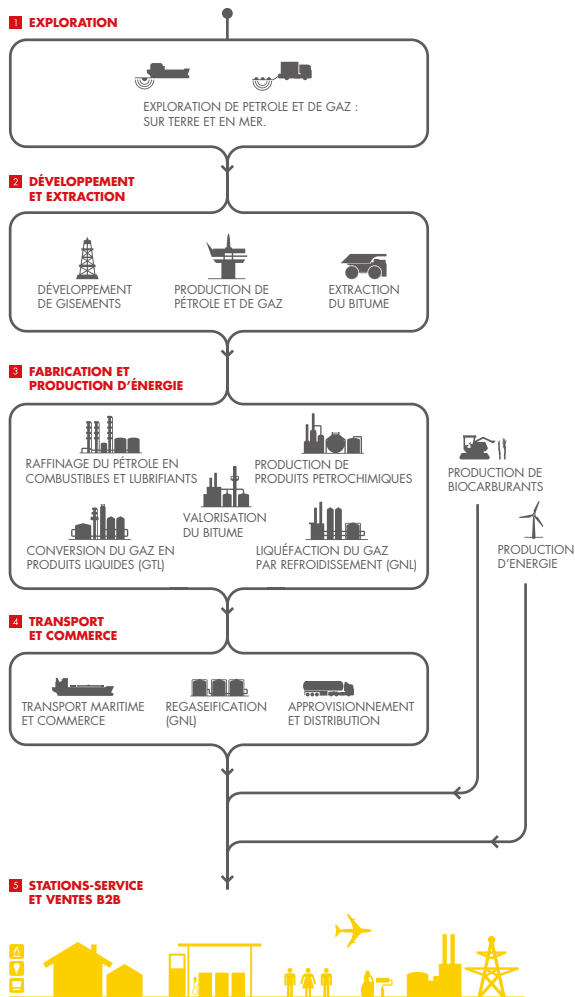 1 EXPLORATION
EXPLORATION DE PETROLE ET DE GAZ :
SUR TERRE ET EN MER.
2 DÉVELOPPEMENT
ET EXTRACTION
DÉVELOPPEMENT
DE GISEMENTS
PRODUCTION DE
PÉTROLE ET DE GAZ
EXTRACTION
DU BITUME
3 FABRICATION ET
PRODUCTION D’ÉNERGIE
RAFFINAGE DU PÉTROLE EN
COMBUSTIBLES ET LUBRIFIANTS
PRODUCTION DE
PRODUITS PETROCHIMIQUES
VALORISATION
DU BITUME
CONVERSION DU GAZ EN
PRODUITS LIQUIDES (GTL)
LIQUÉFACTION DU GAZ
PAR REFROIDISSEMENT (GNL)
PRODUCTION DE
BIOCARBURANTS
PRODUCTION
D’ENERGIE
4 TRANSPORT
ET COMMERCE
TRANSPORT MARITIME
ET COMMERCE
REGASEIFICATION
(GNL)
APPROVISIONNEMENT
ET DISTRIBUTION
5 STATIONS-SERVICE
ET VENTES B2B